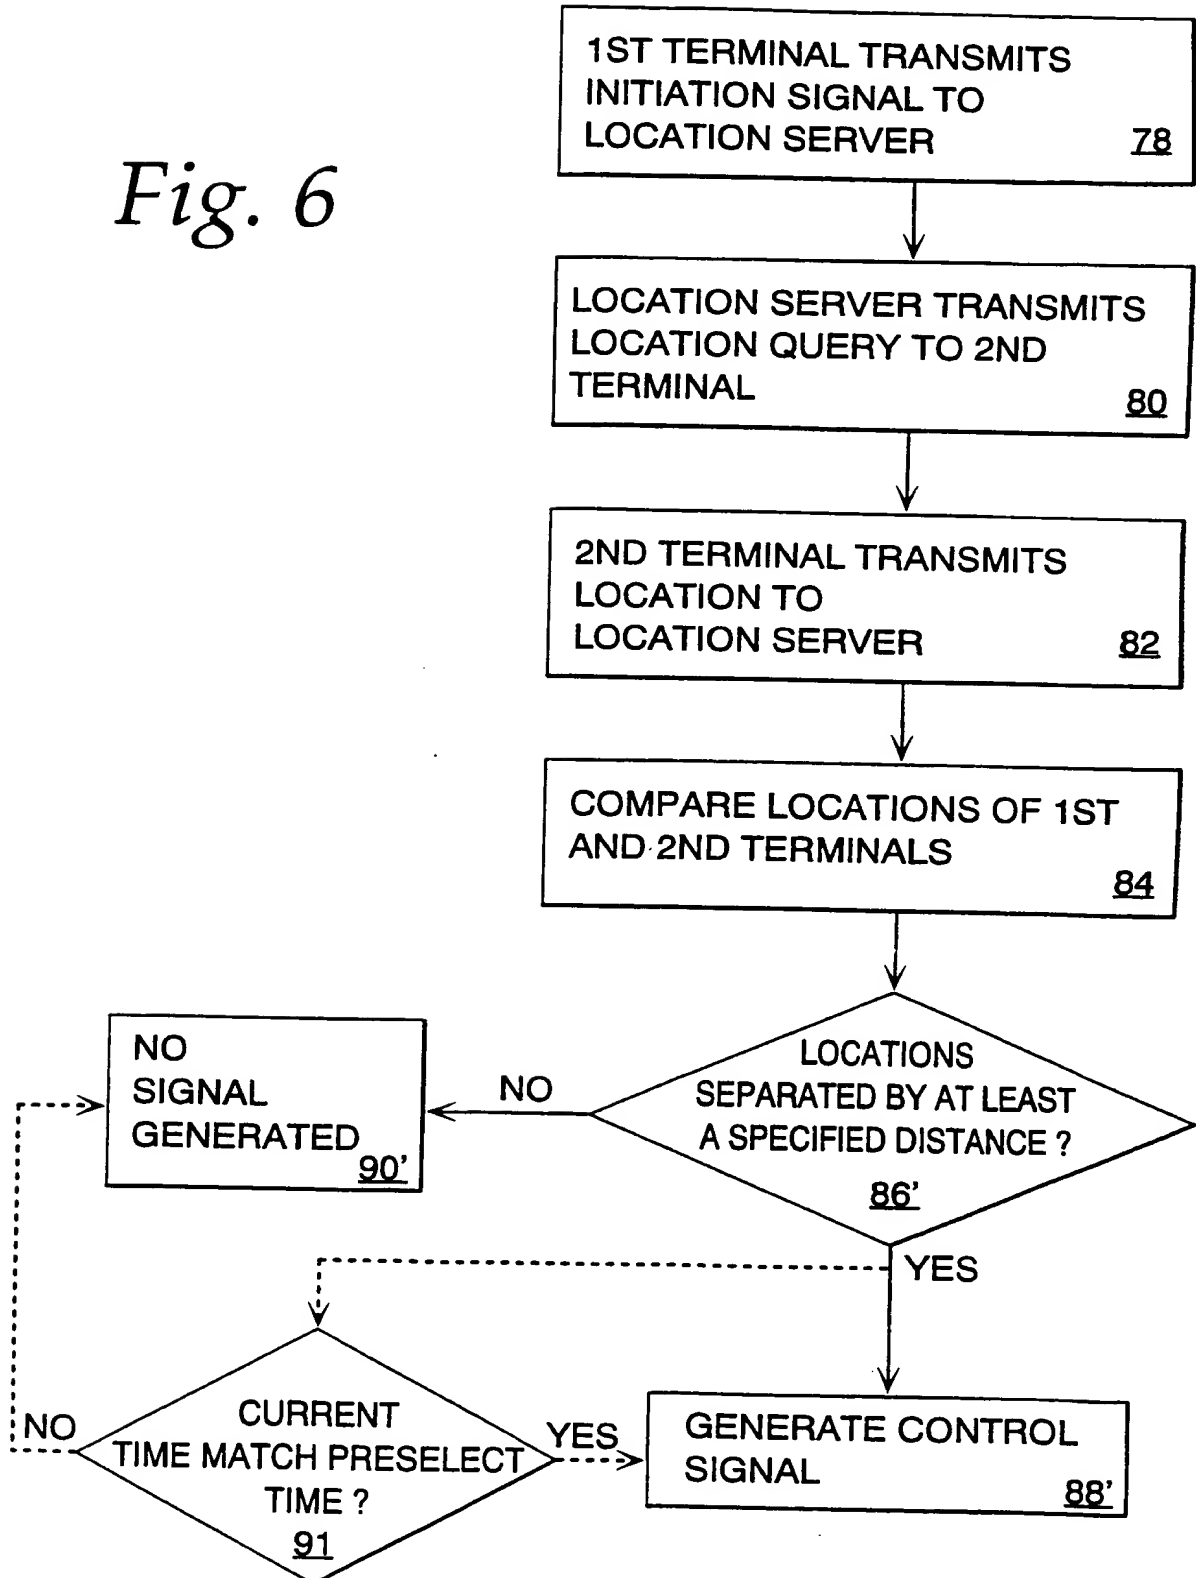 Fig. 6
1ST TERMINAL TRANSMITS
INITIATION SIGNAL TO
LOCATION SERVER
78
LOCATION SERVER TRANSMITS
LOCATION QUERY TO 2ND
TERMINAL
80
2ND TERMINAL TRANSMITS
LOCATION TO
LOCATION SERVER
82
COMPARE LOCATIONS OF 1ST
AND 2ND TERMINALS
84
LOCATIONS
SEPARATED BY AT LEAST
A SPECIFIED DISTANCE ?
86'
NO
NO
SIGNAL
GENERATED
90'
YES
CURRENT
TIME MATCH PRESELECT
TIME ?
91
NO
YES
GENERATE CONTROL
SIGNAL
88'